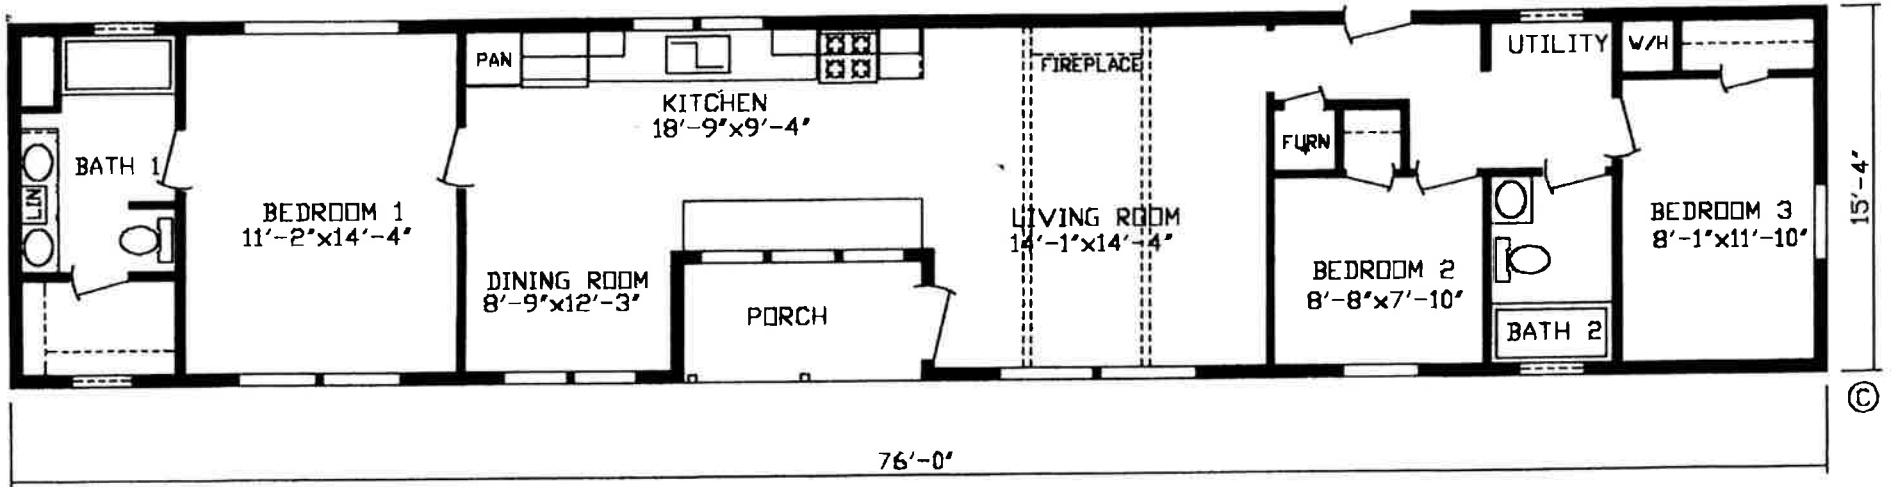 PAN
KITCHEN
18'-9"x9'-4"
FIREPLACE
UTILITY
W/H
BATH 1
LIN
BEDROOM 1
11'-2"x14'-4"
DINING ROOM
8'-9"x12'-3"
PORCH
LIVING ROOM
14'-1"x14'-4"
FURN
BEDROOM 2
8'-8"x7'-10"
BATH 2
BEDROOM 3
8'-1"x11'-10"
15'-4"
©
76'-0"